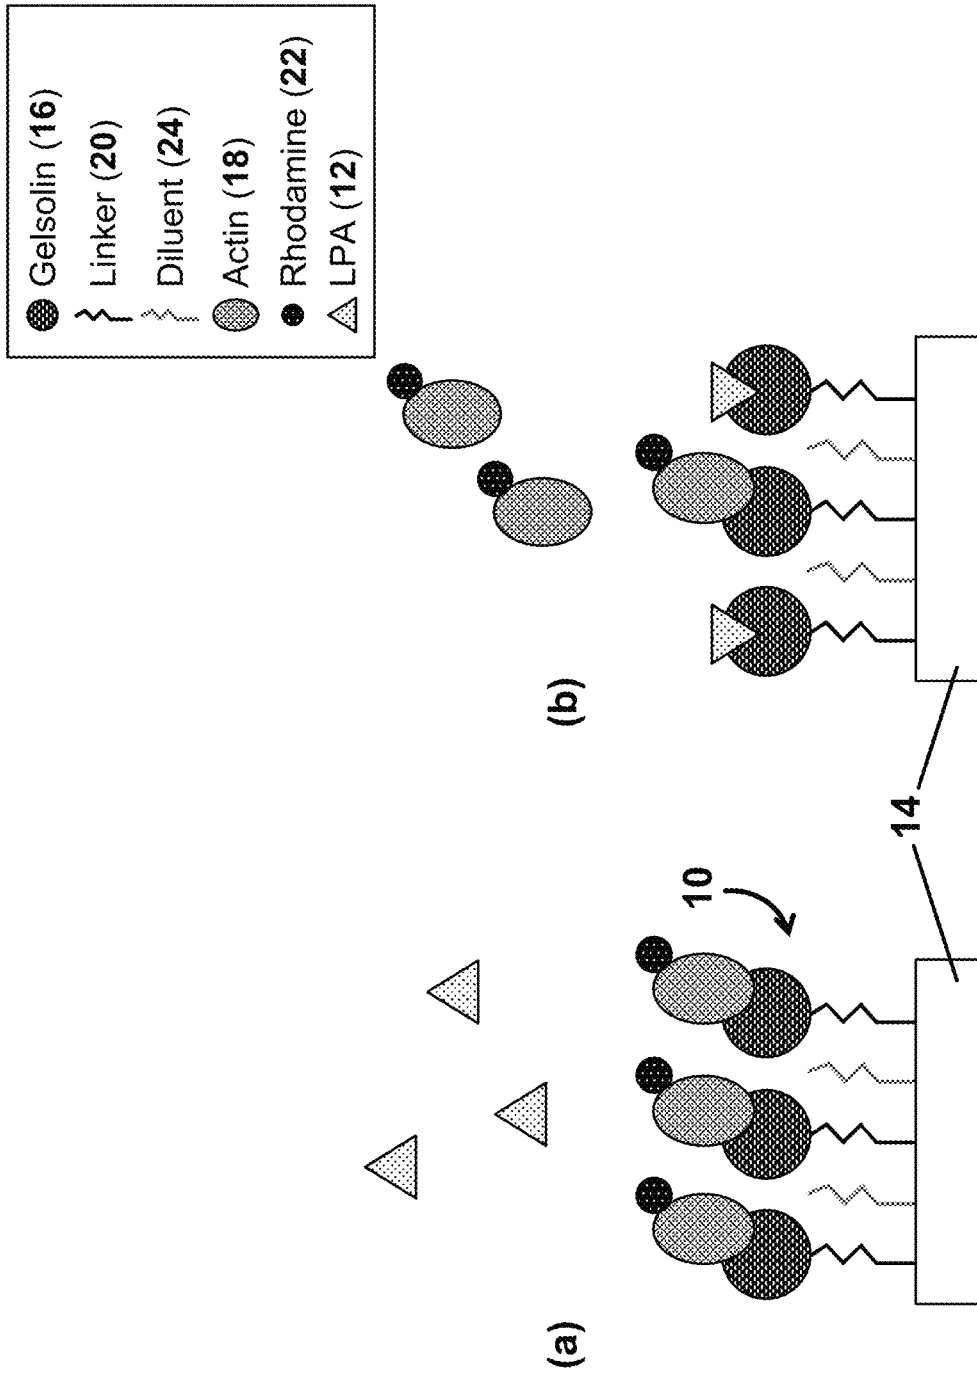 Gelsolin (16)
Linker (20)
Diluent (24)
Actin (18)
Rhodamine (22)
LPA (12)
(a)
(b)
10
14